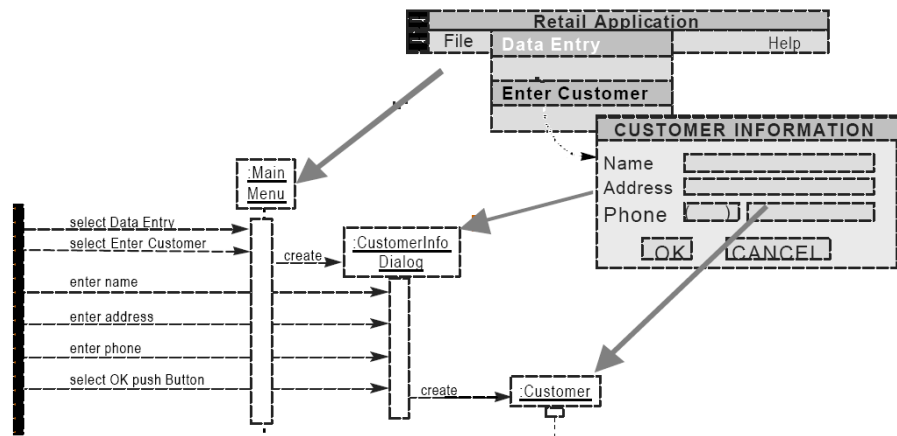 Retail Application
File Data Entry Help
Enter Customer
CUSTOMER INFORMATION
Name
Address
Phone ( )
OK CANCEL
:Main
Menu
select Data Entry
select Enter Customer
create
:CustomerInfo
Dialog
enter name
enter address
enter phone
select OK push Button
create
:Customer